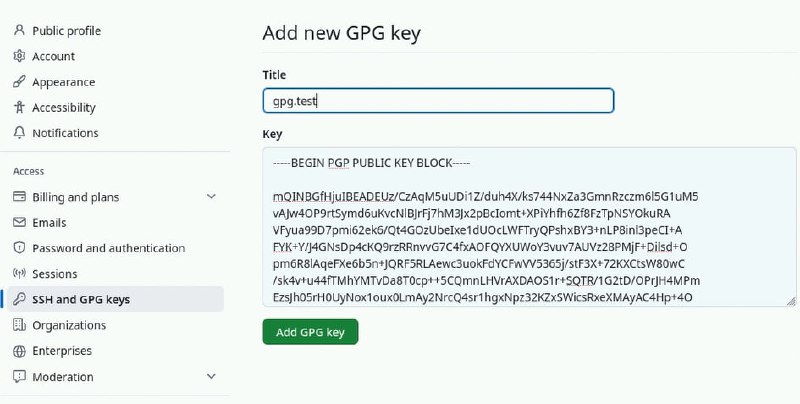 Public profile
Account
Appearance
Accessibility
Notifications
Access
Billing and plans
Emails
Password and authentication
Sessions
SSH and GPG keys
Organizations
Enterprises
Moderation
Add new GPG key
Title
gpg.test
Key
-----BEGIN PGP PUBLIC KEY BLOCK-----
mQINBGfHjuIBEADEUz/CzAqM5uUDi1Z/duh4X/ks744NxZa3GmnRzczm6l5G1uM5
vAJw4OP9rtSymd6uKvcNlBJrFj7hM3Jx2pBcIomt+XPiYhfh6Zf8FzTpNSYOkuRA
VFyua99D7pmi62ek6/Qt4GOzUbeIxe1dUOcLWFTryQPshxBY3+nLP8inl3peCI+A
FYK+Y/J4GNsDp4cKQ9rzRRnvvG7C4fxAOFQYXUWoY3vuv7AUVz28PMjF+Dilsd+O
pm6R8lAqeFXe6b5n+JQRF5RLAewc3uokFdYCFwVV5365j/stF3X+72KXCtsW80wC
/sk4v+u44fTMhYMTvDa8T0cp++5CQmnLHVrAXDAOS1r+SQTR/1G2tD/OPrJH4MPm
EzsJh05rH0UyNox1oux0LmAy2NrcQ4sr1hgxNpz32KZxSWicsRxeXMAyAC4Hp+4O
Add GPG key